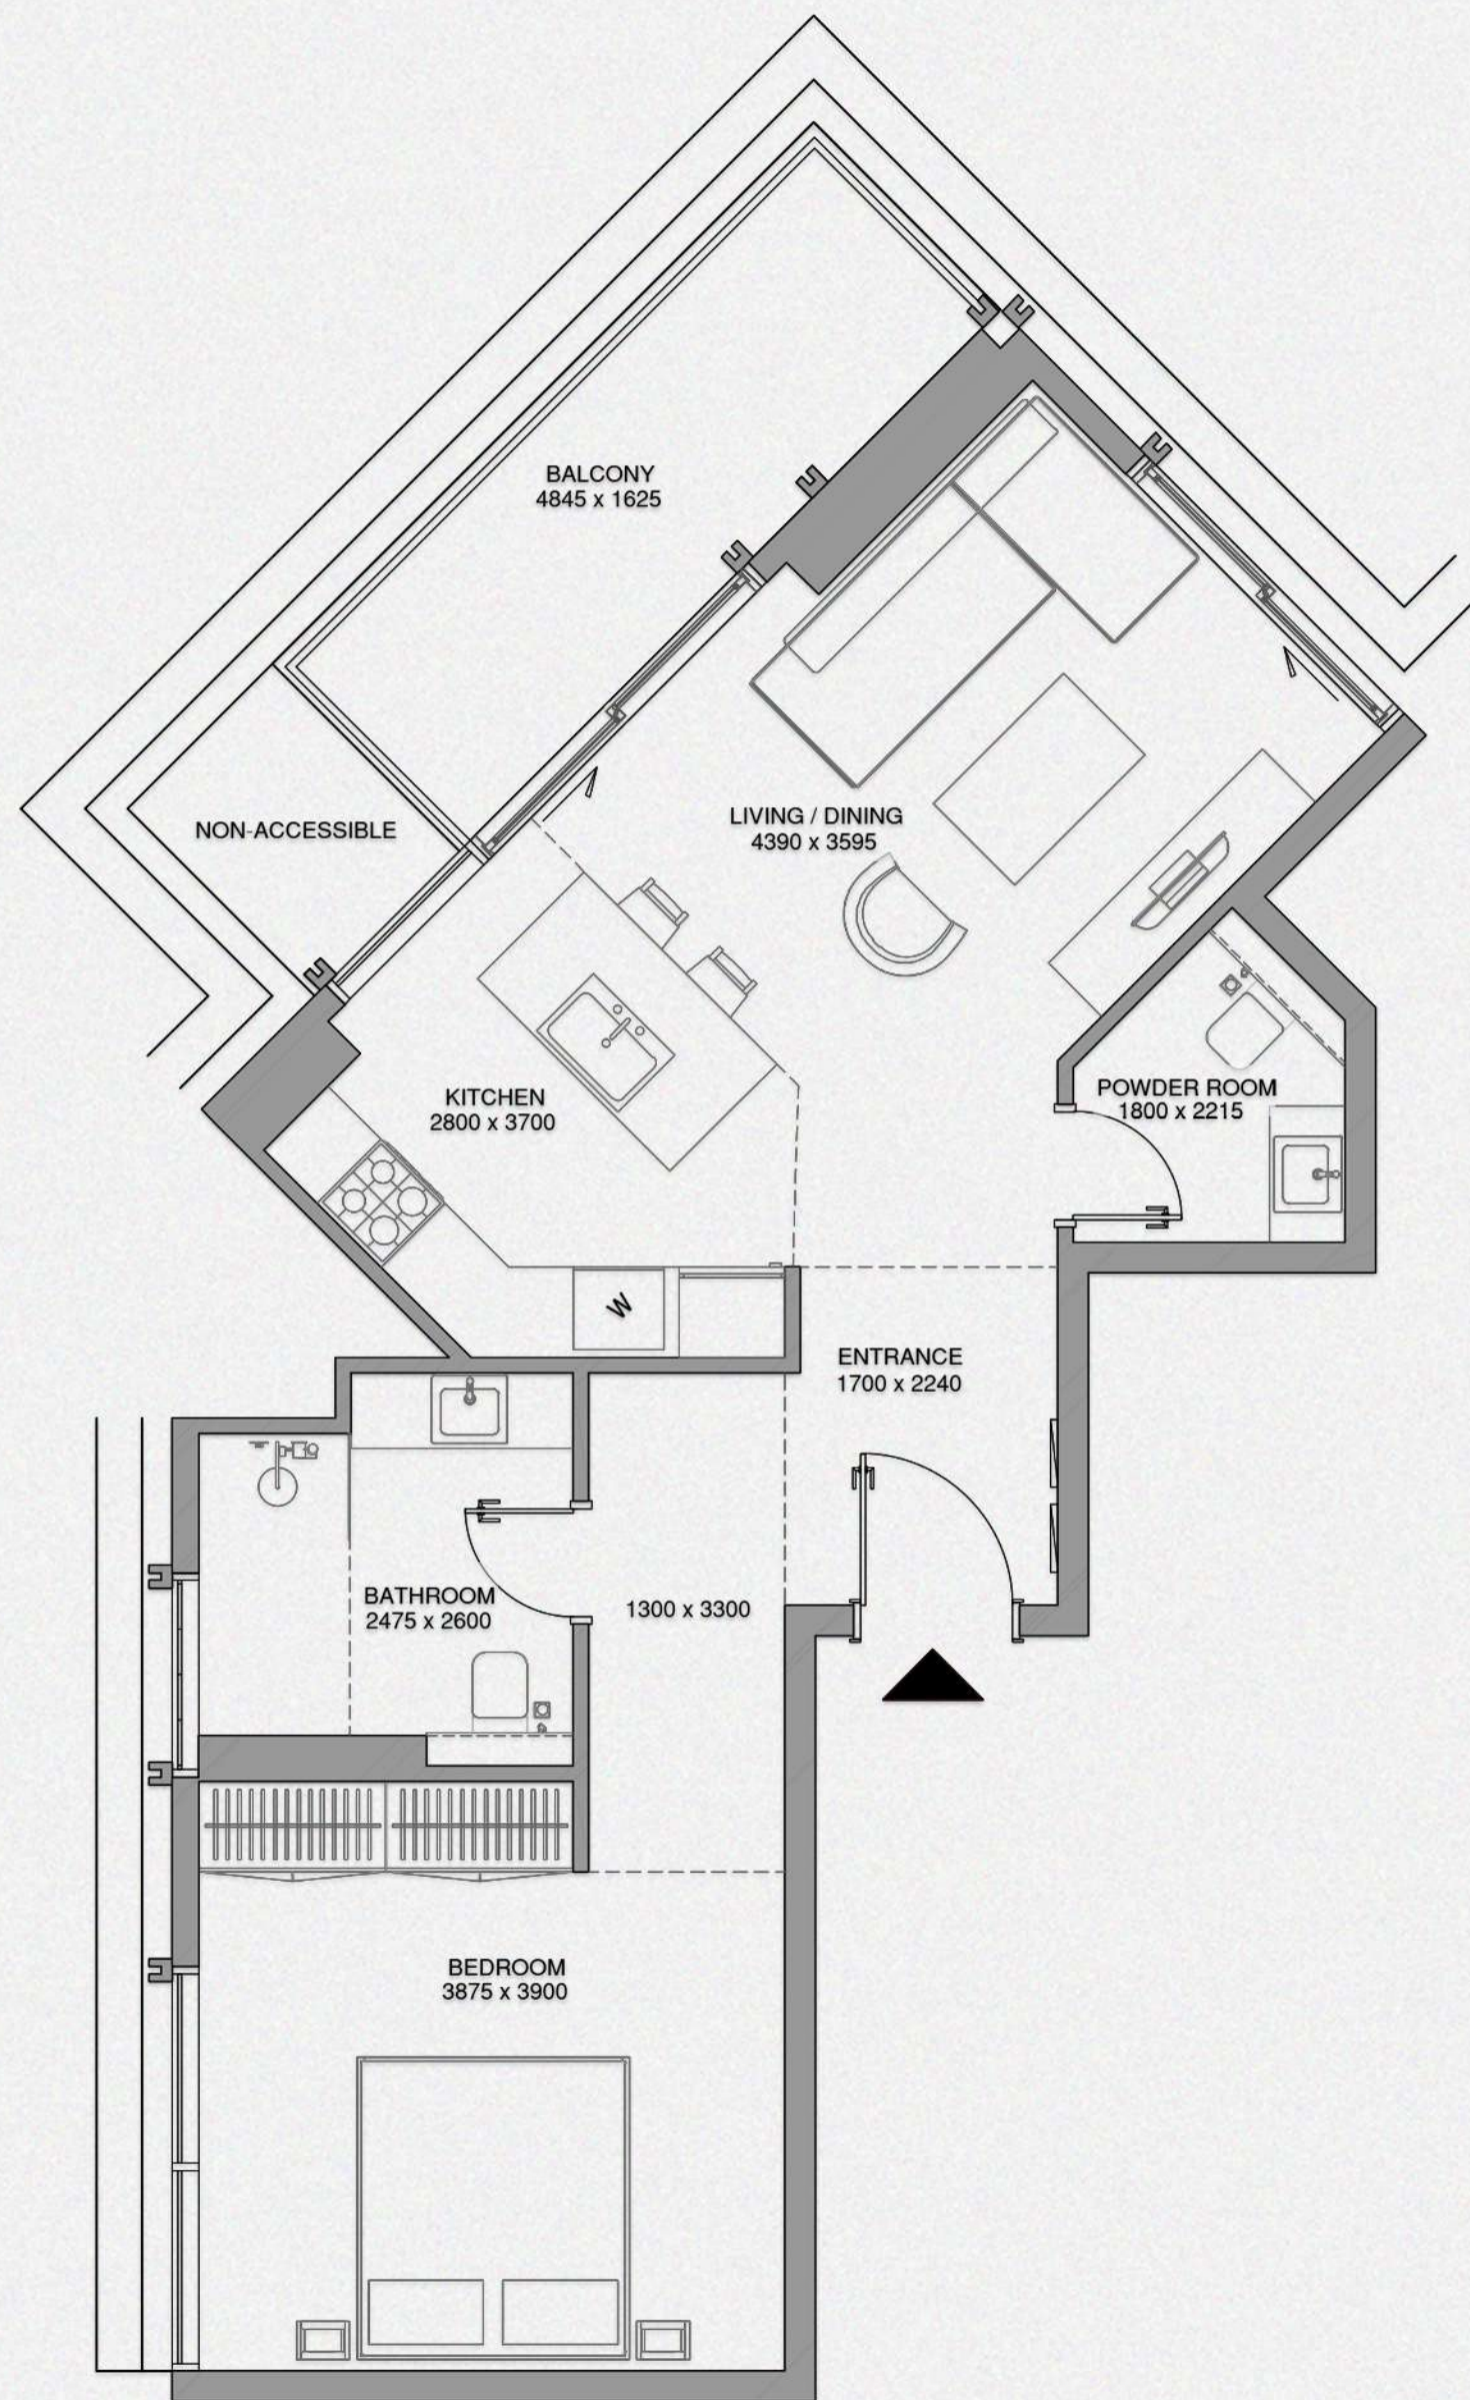 BALCONY
4845 x 1625
LIVING / DINING
4390 x 3595
NON-ACCESSIBLE
KITCHEN
2800 x 3700
POWDER ROOM
1800 x 2215
W
ENTRANCE
1700 x 2240
BATHROOM
2475 x 2600
1300 x 3300
BEDROOM
3875 x 3900